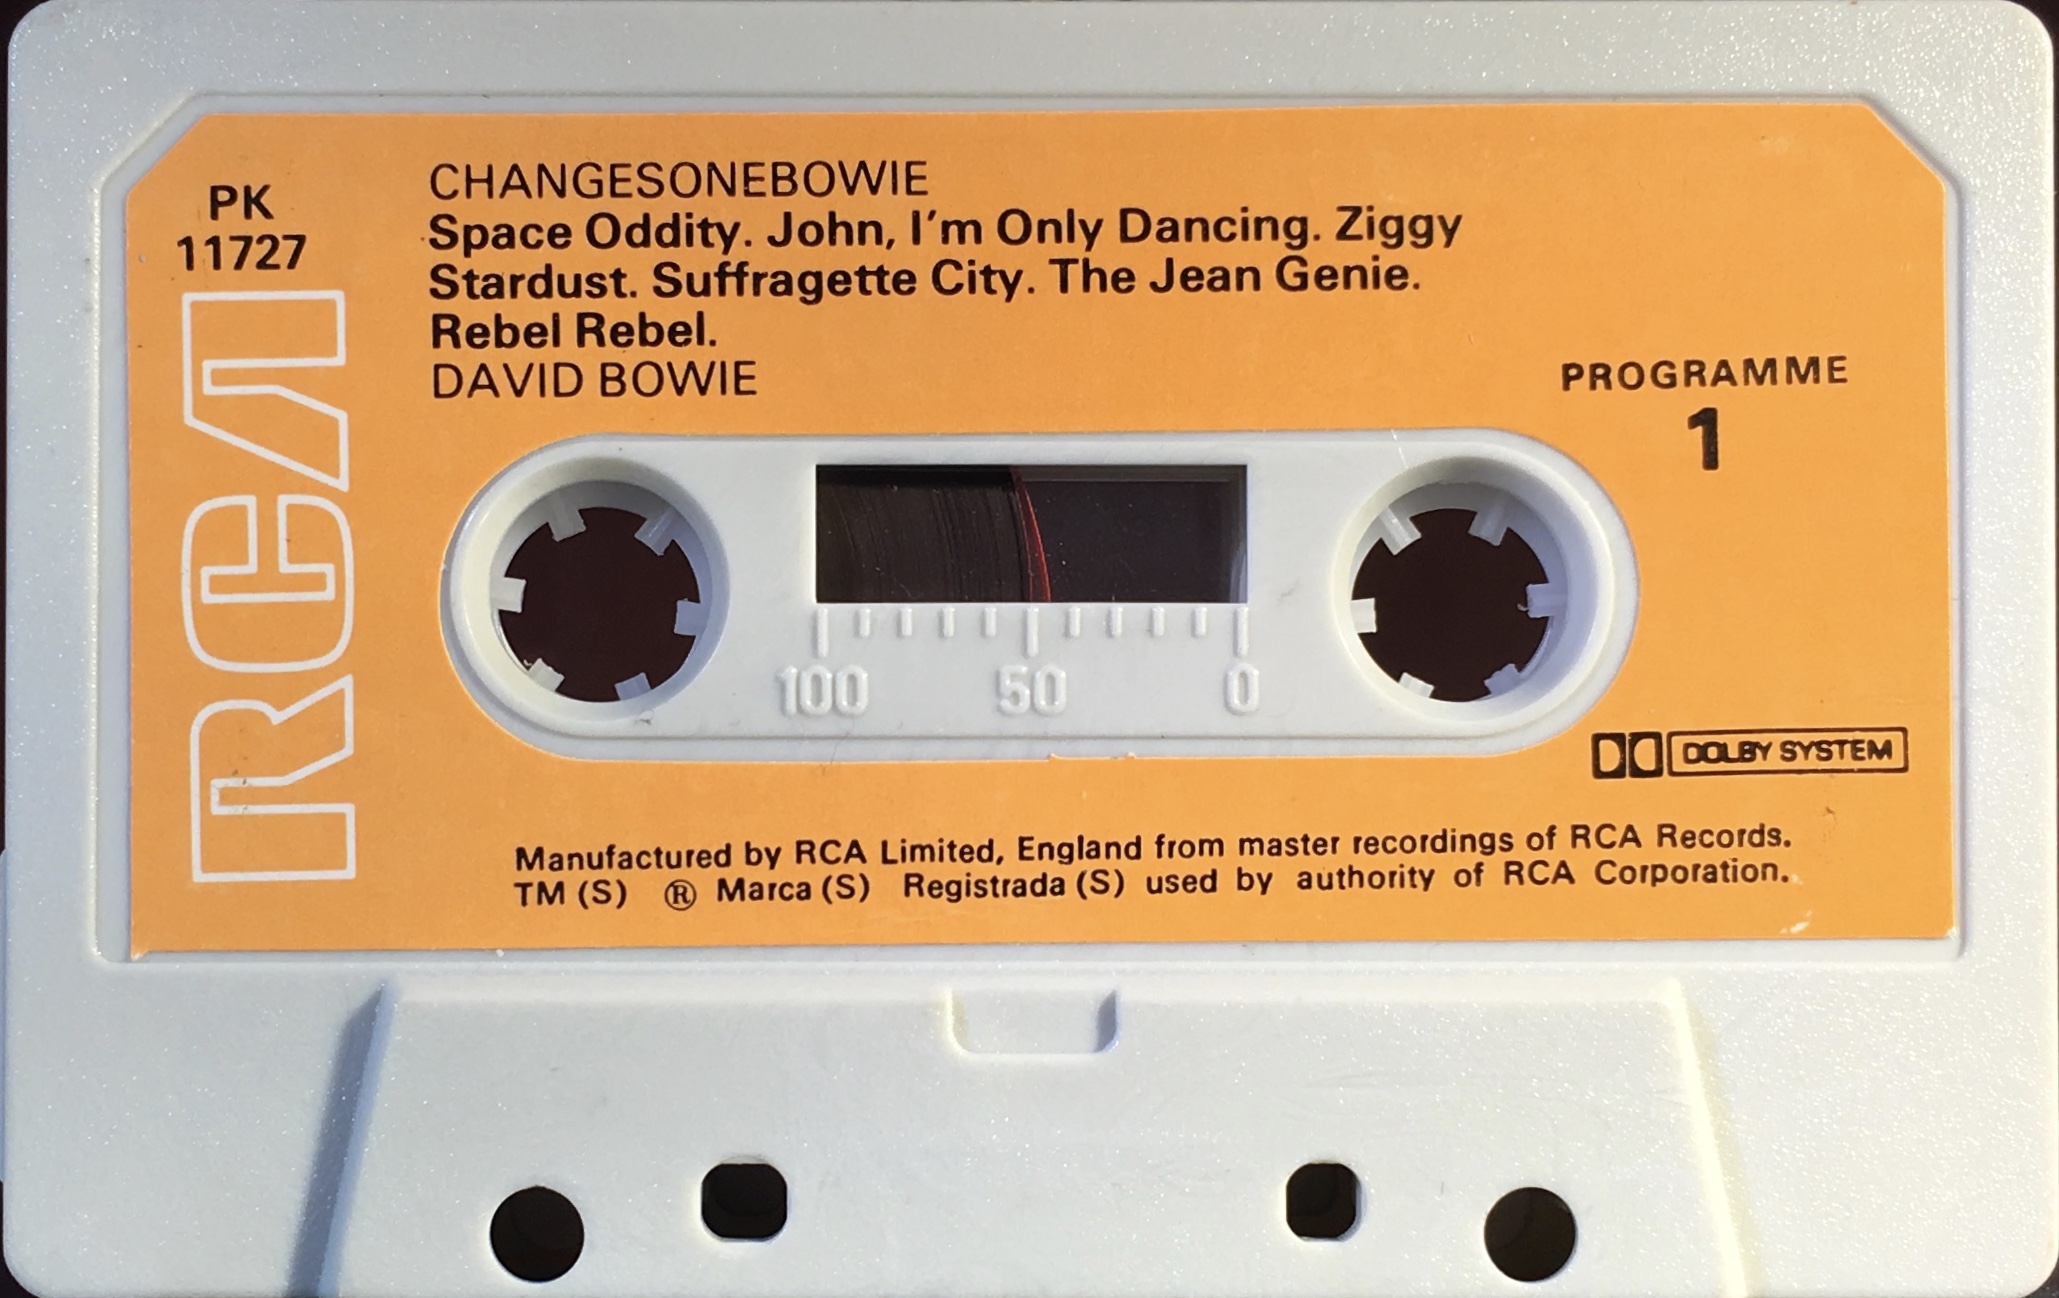 PK
11727
RCA
CHANGESONEBOWIE
Space Oddity. John, I'm Only Dancing. Ziggy
Stardust. Suffragette City. The Jean Genie.
Rebel Rebel.
DAVID BOWIE
PROGRAMME
1
100 50 0
DOLBY SYSTEM
Manufactured by RCA Limited, England from master recordings of RCA Records.
TM (S) ® Marca (S) Registrada (S) used by authority of RCA Corporation.